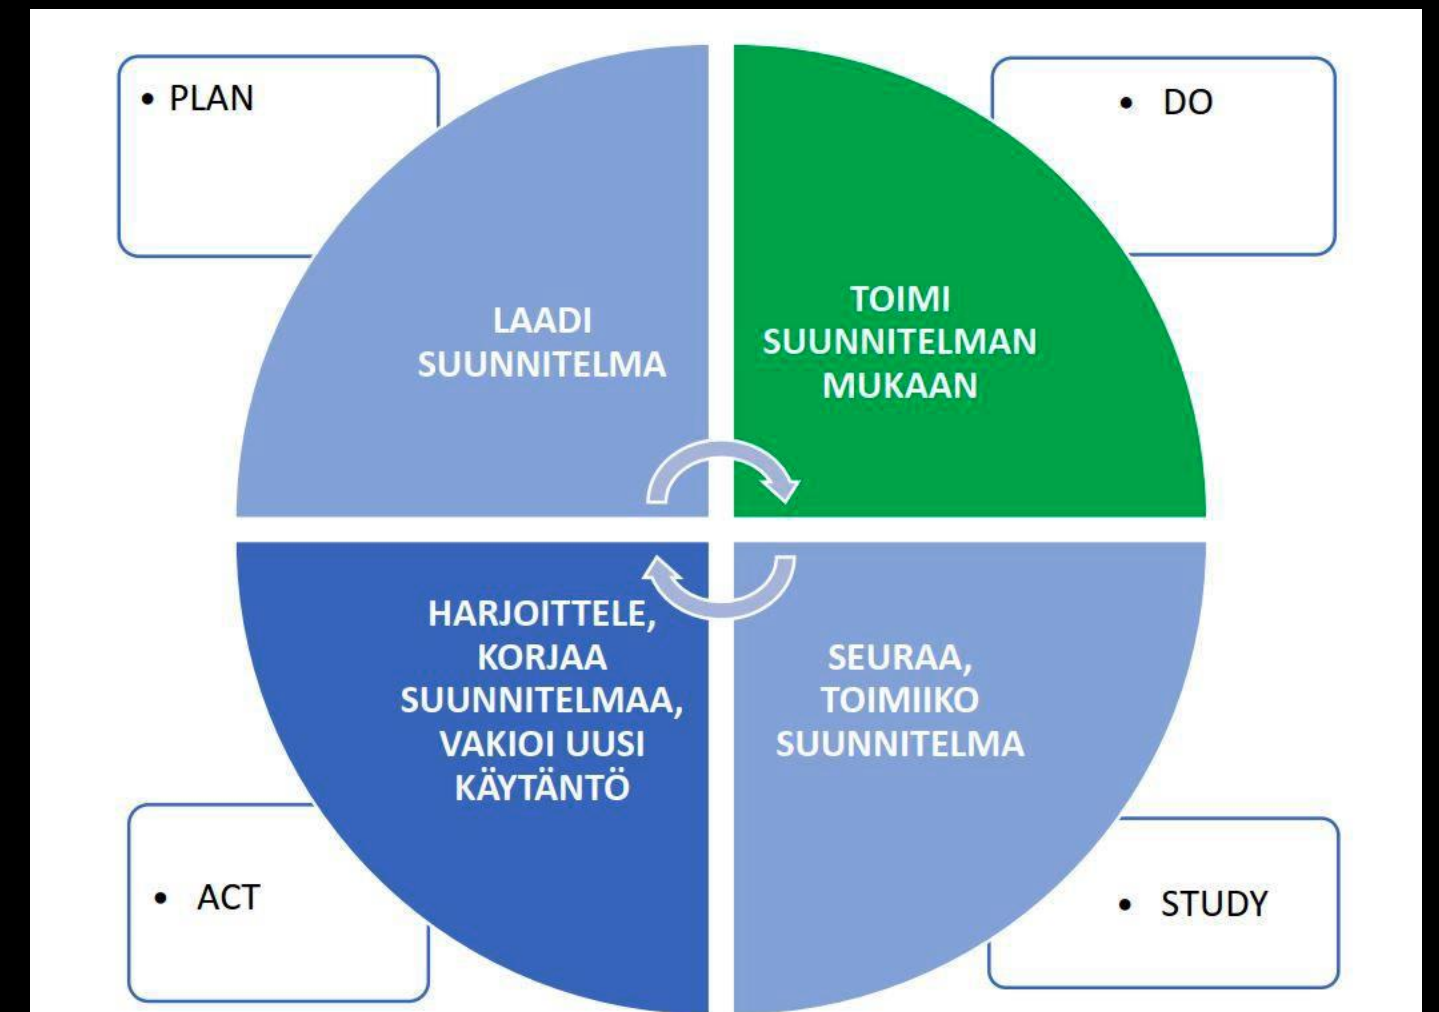 • PLAN
• DO
LAADI
SUUNNITELMA
TOIMI
SUUNNITELMAN
MUKAAN
HARJOITTELE,
KORJAA
SUUNNITELMAA,
VAKIOI UUSI
KÄYTÄNTÖ
SEURAA,
TOIMIIKO
SUUNNITELMA
• ACT
• STUDY